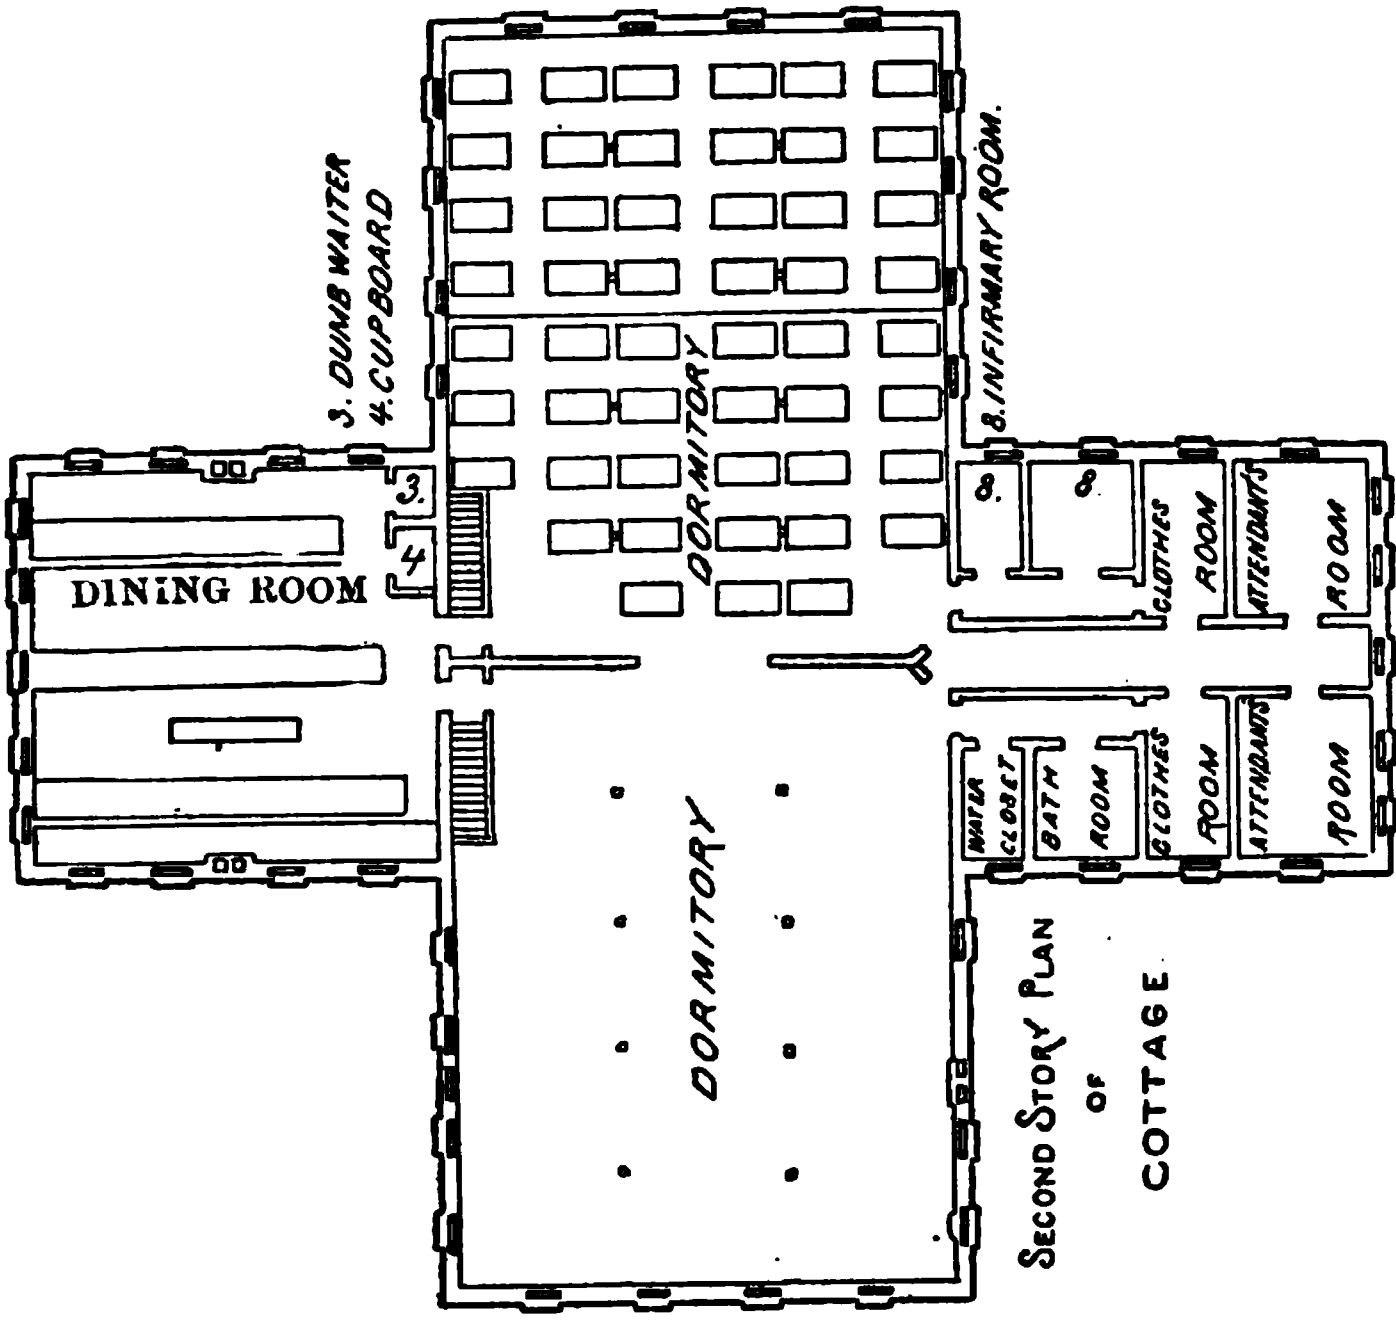 3. DUMB WAITER
4. CUPBOARD
8. INFIRMARY ROOM.
3.
4
DINING ROOM
DORMITORY
8.
8
CLOTHES
ROOM
ATTENDANTS
ROOM
WATER
CLOSET
BATH
ROOM
CLOTHES
ROOM
ATTENDANTS
ROOM
DORMITORY
SECOND STORY PLAN
OF
COTTAGE